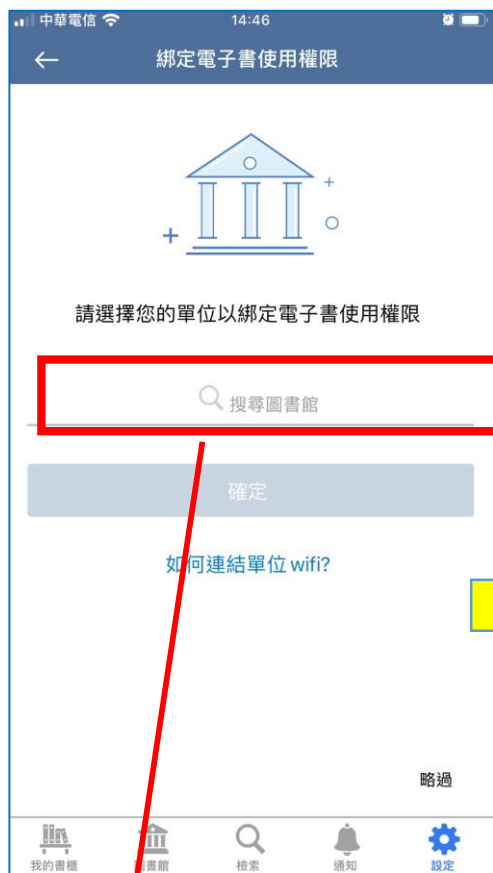 中華電信 14:46
綁定電子書使用權限
請選擇您的單位以綁定電子書使用權限
搜尋圖書館
確定
如何連結單位 wifi?
略過
我的書櫃 圖書館 檢索 通知 設定